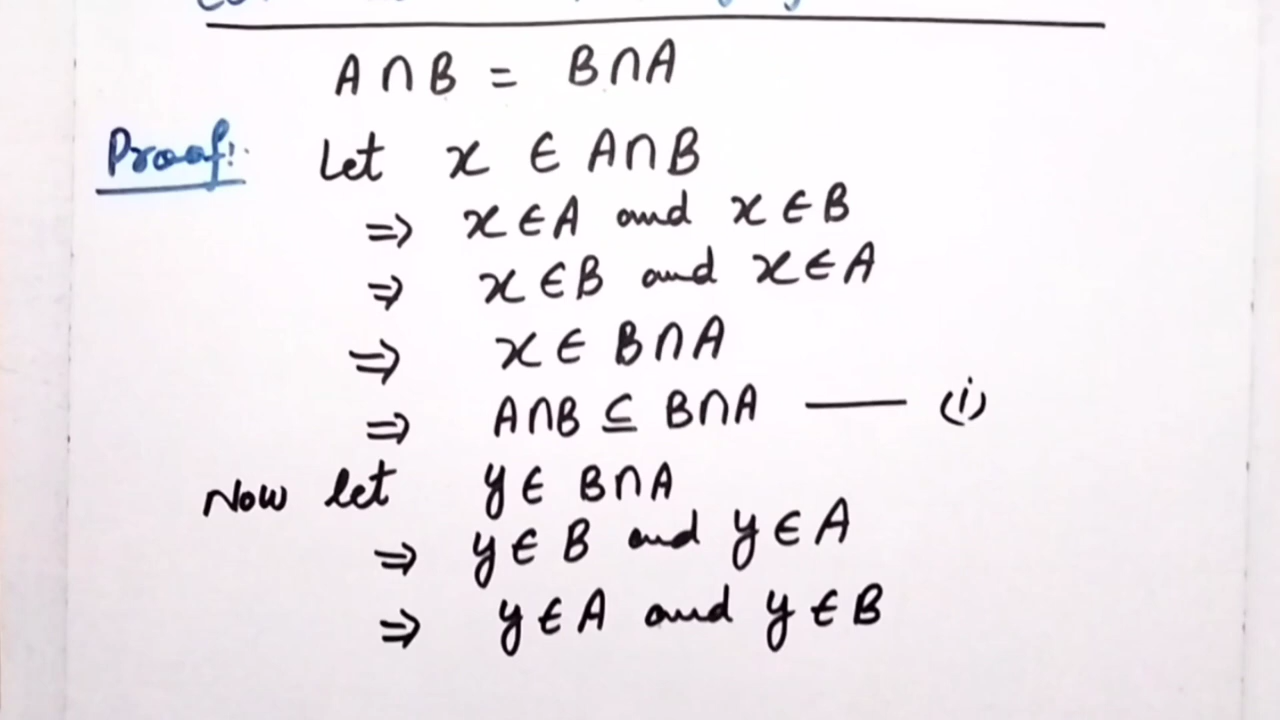 A ∩ B = B ∩ A
Proof:
Let x ∈ A∩B
⇒ x ∈ A and x ∈ B
⇒ x ∈ B and x ∈ A
⇒ x ∈ B∩A
⇒ A∩B ⊆ B∩A —— (i)
Now let y ∈ B∩A
⇒ y ∈ B and y ∈ A
⇒ y ∈ A and y ∈ B